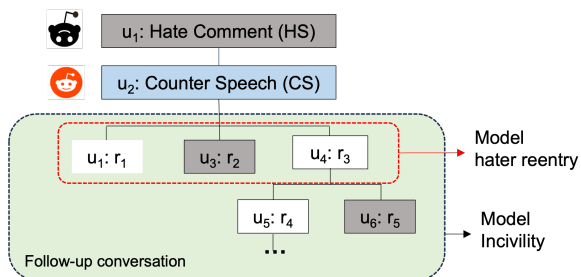 u₁: Hate Comment (HS)
u₂: Counter Speech (CS)
u₁: r₁
u₃: r₂
u₄: r₃
Model
hater reentry
u₅: r₄
u₆: r₅
Model
Incivility
...
Follow-up conversation